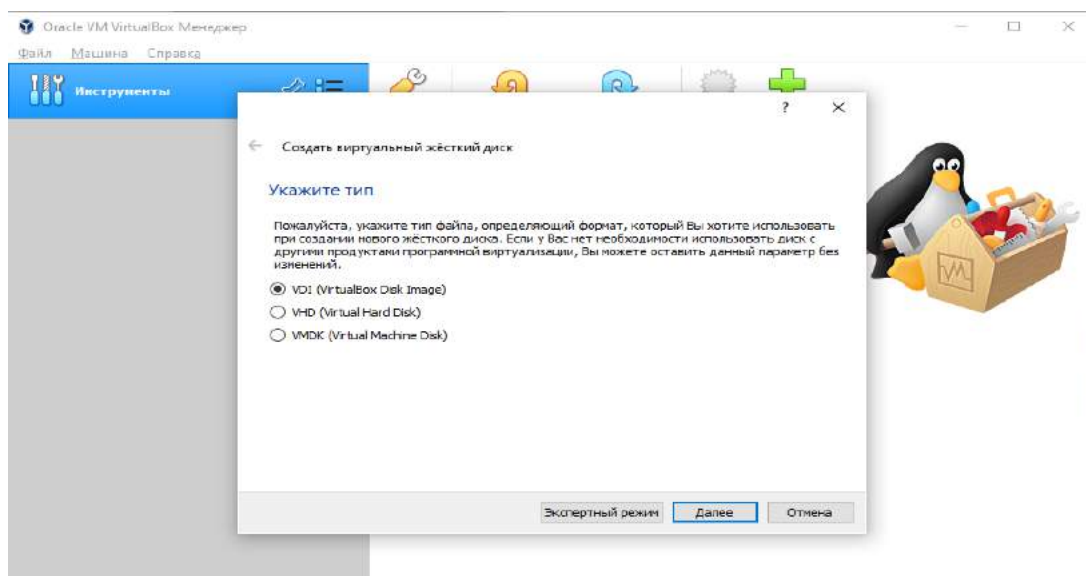 Oracle VM VirtualBox Менеджер
Файл Машина Справка
Инструменты
? ×
Создать виртуальный жёсткий диск
Укажите тип
Пожалуйста, укажите тип файла, определяющий формат, который Вы хотите использовать
при создании нового жёсткого диска. Если у Вас нет необходимости использовать диск с
другими продуктами программной виртуализации, Вы можете оставить данный параметр без
изменений.
VDI (VirtualBox Disk Image)
VHD (Virtual Hard Disk)
VMDK (Virtual Machine Disk)
Экспертный режим Далее Отмена